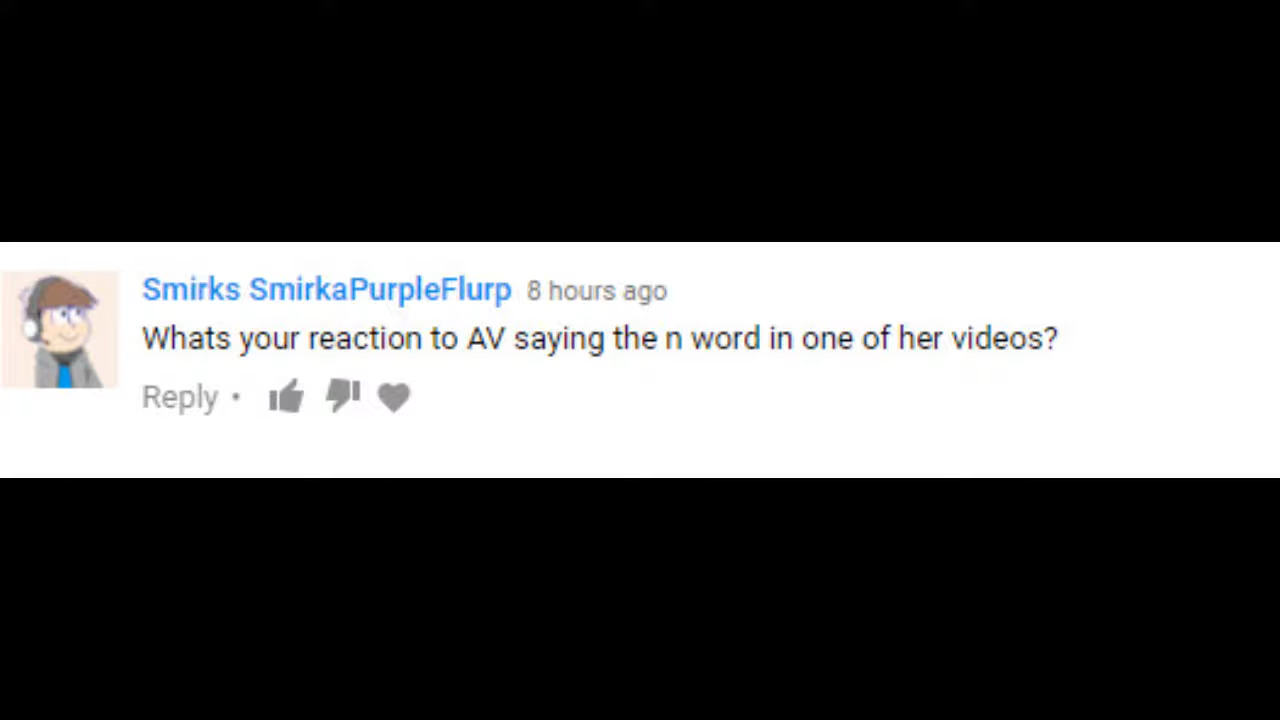 Smirks SmirkaPurpleFlurp 8 hours ago
Whats your reaction to AV saying the n word in one of her videos?
Reply •